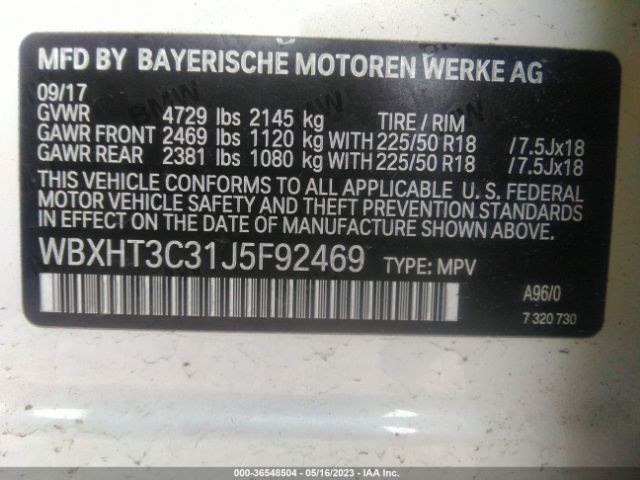 MFD BY BAYERISCHE MOTOREN WERKE AG
09/17
GVWR 4729 lbs 2145 kg TIRE / RIM
GAWR FRONT 2469 lbs 1120 kg WITH 225/50 R18 /7.5Jx18
GAWR REAR 2381 lbs 1080 kg WITH 225/50 R18 /7.5Jx18
THIS VEHICLE CONFORMS TO ALL APPLICABLE U. S. FEDERAL
MOTOR VEHICLE SAFETY AND THEFT PREVENTION STANDARDS
IN EFFECT ON THE DATE OF MANUFACTURE SHOWN ABOVE.
WBXHT3C31J5F92469 TYPE: MPV
A96/0
7 320 730
000-36548504 - 05/16/2023 - IAA Inc.